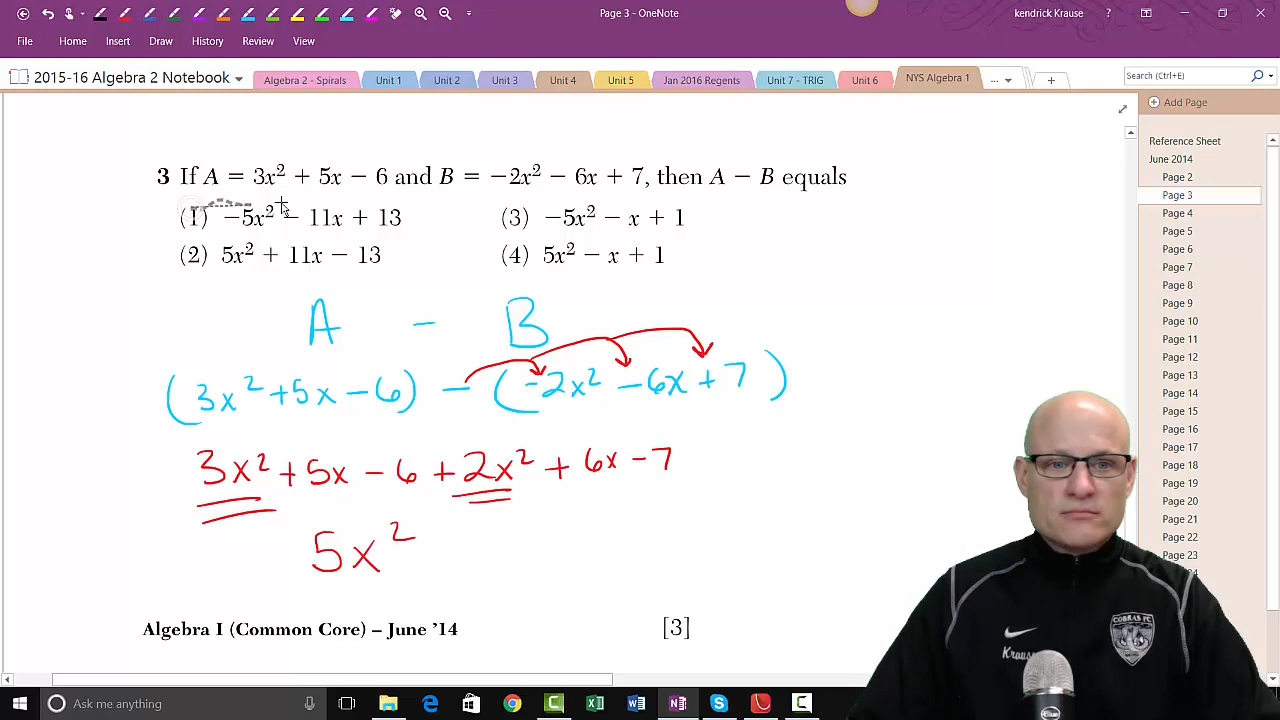 Page 3 - OneNote
kendrick Krause
?
File Home Insert Draw History Review View
2015-16 Algebra 2 Notebook
Algebra 2 - Spirals Unit 1 Unit 2 Unit 3 Unit 4 Unit 5 Jan 2016 Regents Unit 7 - TRIG Unit 6 NYS Algebra 1 ...
Search (Ctrl+E)
Add Page
Reference Sheet
June 2014
Page 2
Page 3
Page 4
Page 5
Page 6
Page 7
Page 8
Page 9
Page 10
Page 11
Page 12
Page 13
Page 14
Page 15
Page 16
Page 17
Page 18
Page 19
Page 20
Page 21
Page 22
Page 23
3 If A = 3x² + 5x − 6 and B = −2x² − 6x + 7, then A − B equals
(1) −5x² − 11x + 13 (3) −5x² − x + 1
(2) 5x² + 11x − 13 (4) 5x² − x + 1
A − B
(3x² +5x −6) − (-2x² −6x +7)
3x² +5x −6 +2x² + 6x −7
5x²
Algebra I (Common Core) – June ’14 [3]
COBRAS FC
Krause
Blue
Ask me anything